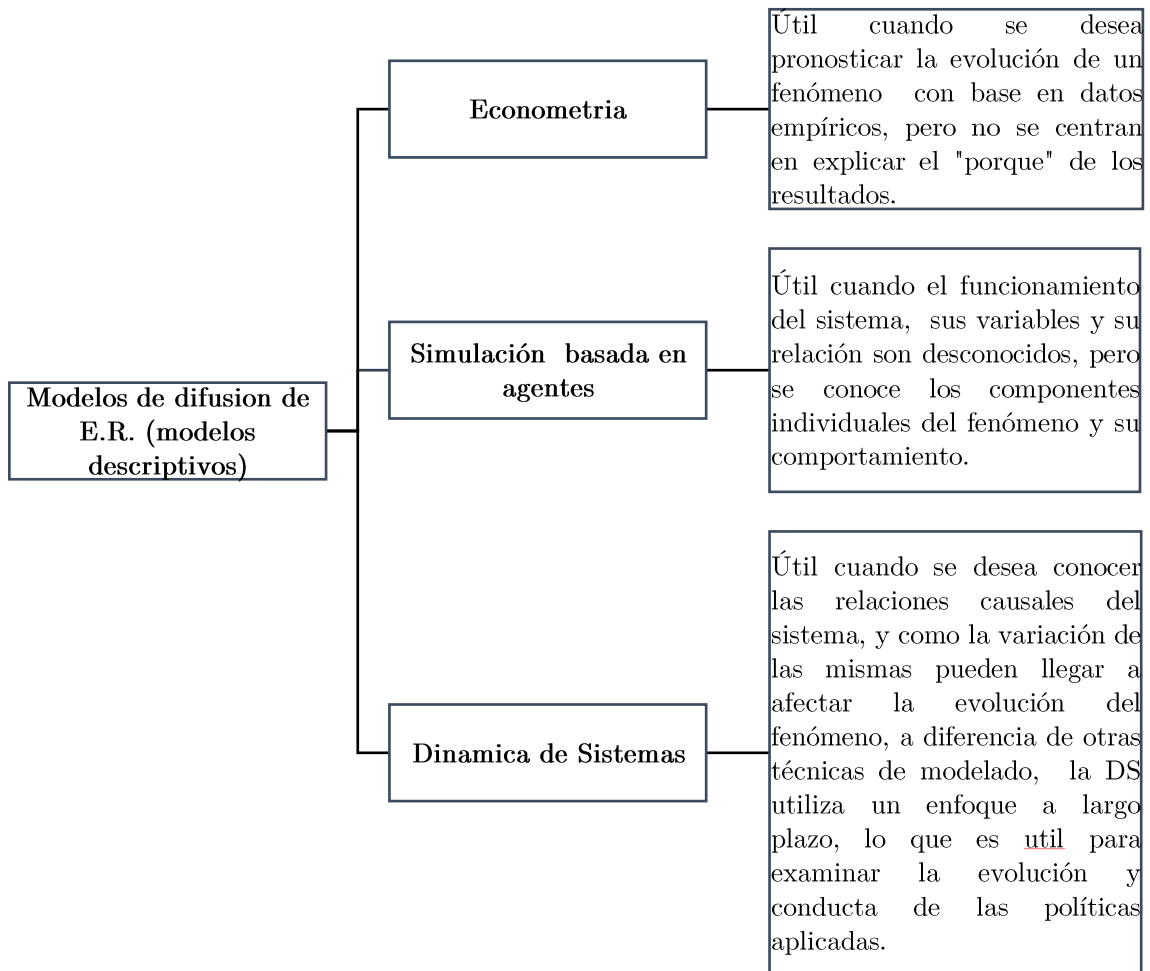 Modelos de difusion de
E.R. (modelos
descriptivos)
Econometria
Útil cuando se desea
pronosticar la evolución de un
fenómeno con base en datos
empíricos, pero no se centran
en explicar el "porque" de los
resultados.
Simulación basada en
agentes
Útil cuando el funcionamiento
del sistema, sus variables y su
relación son desconocidos, pero
se conoce los componentes
individuales del fenómeno y su
comportamiento.
Dinamica de Sistemas
Útil cuando se desea conocer
las relaciones causales del
sistema, y como la variación de
las mismas pueden llegar a
afectar la evolución del
fenómeno, a diferencia de otras
técnicas de modelado, la DS
utiliza un enfoque a largo
plazo, lo que es util para
examinar la evolución y
conducta de las políticas
aplicadas.